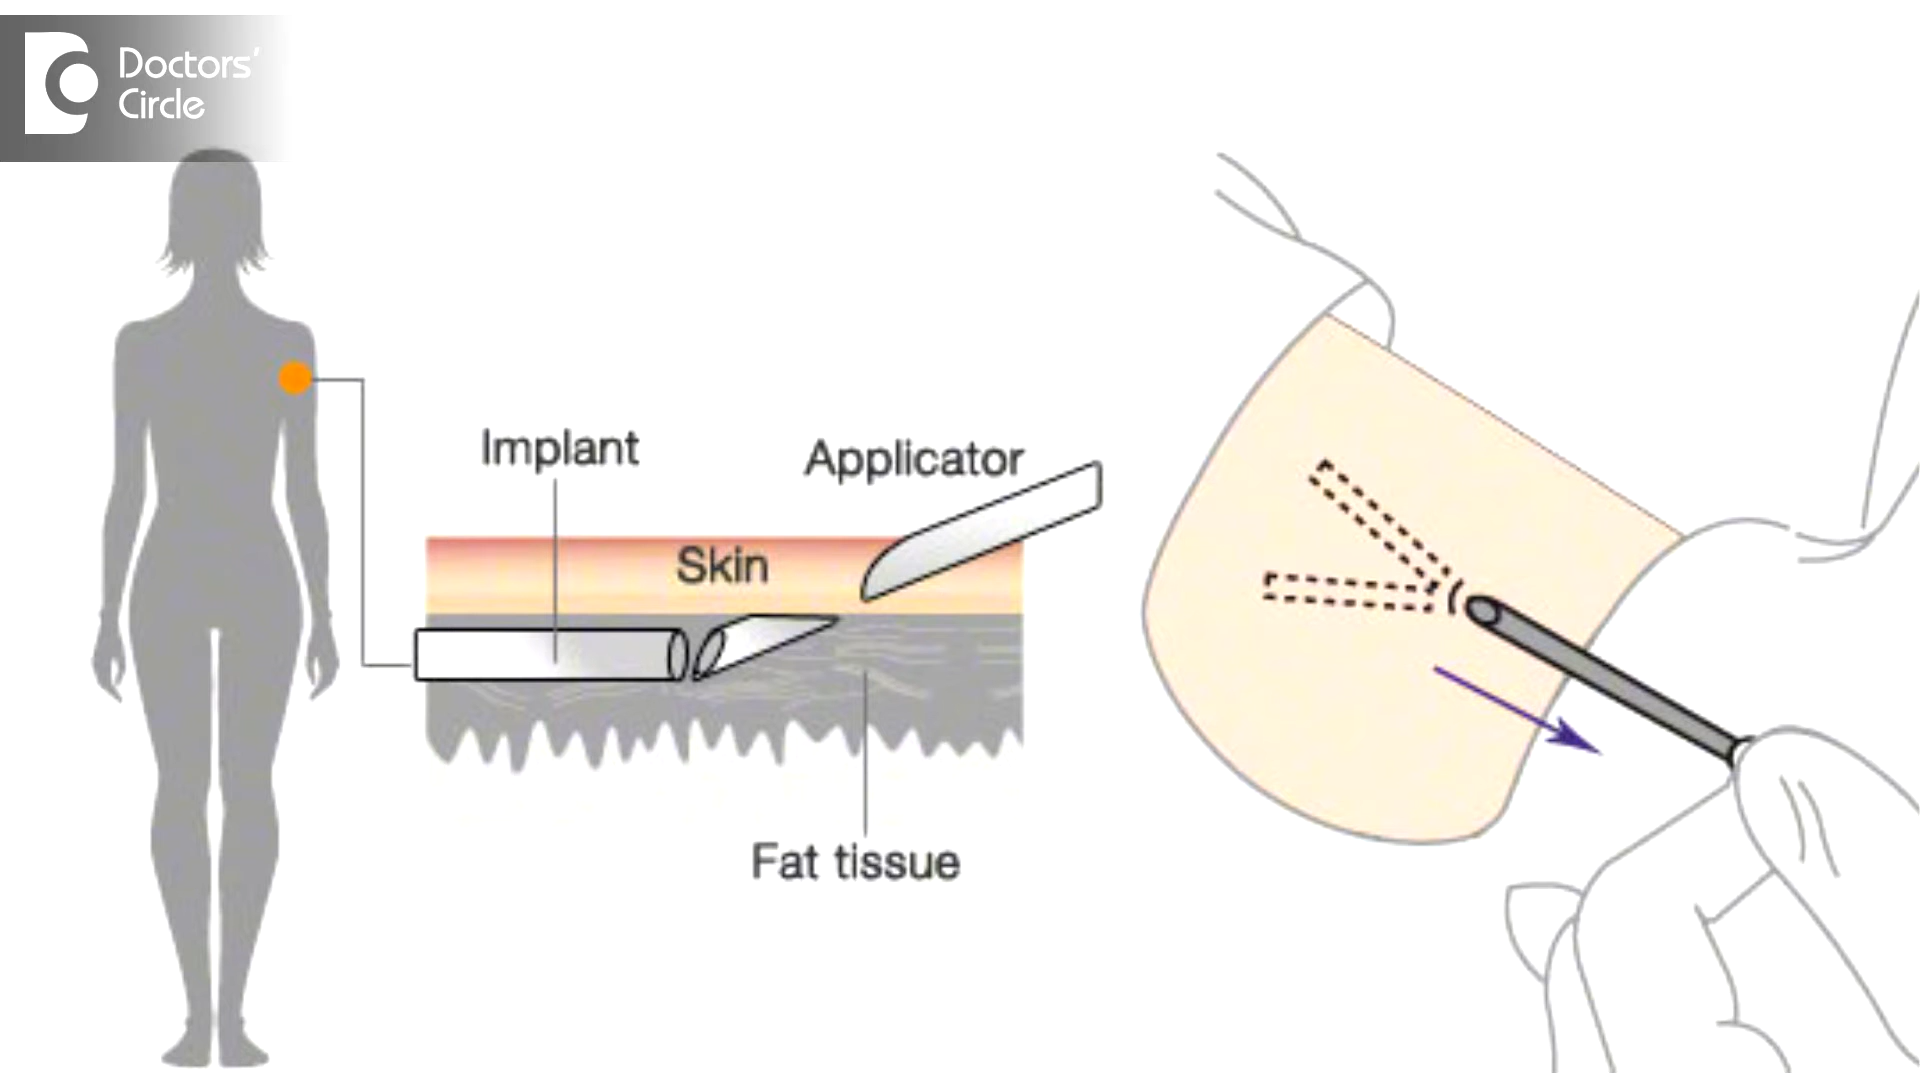 Doctors'
Circle
Implant
Applicator
Skin
Fat tissue